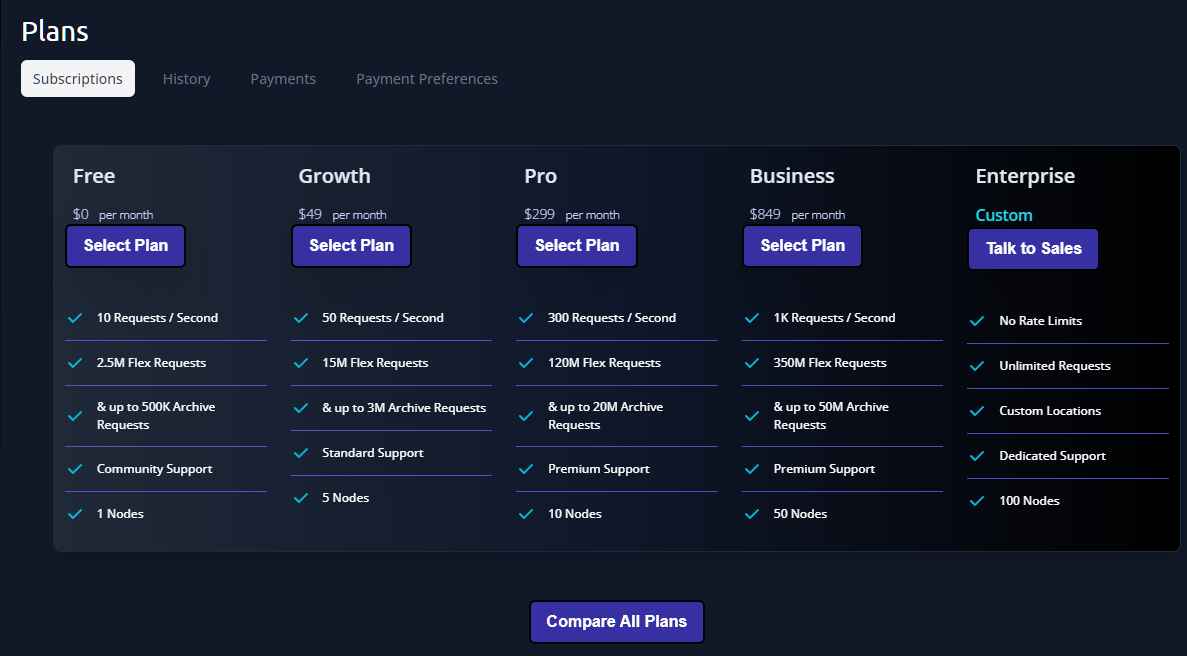 Plans
Subscriptions History Payments Payment Preferences
Free
$0 per month
Select Plan
10 Requests / Second
2.5M Flex Requests
& up to 500K Archive
Requests
Community Support
1 Nodes
Growth
$49 per month
Select Plan
50 Requests / Second
15M Flex Requests
& up to 3M Archive Requests
Standard Support
5 Nodes
Pro
$299 per month
Select Plan
300 Requests / Second
120M Flex Requests
& up to 20M Archive
Requests
Premium Support
10 Nodes
Business
$849 per month
Select Plan
1K Requests / Second
350M Flex Requests
& up to 50M Archive
Requests
Premium Support
50 Nodes
Enterprise
Custom
Talk to Sales
No Rate Limits
Unlimited Requests
Custom Locations
Dedicated Support
100 Nodes
Compare All Plans